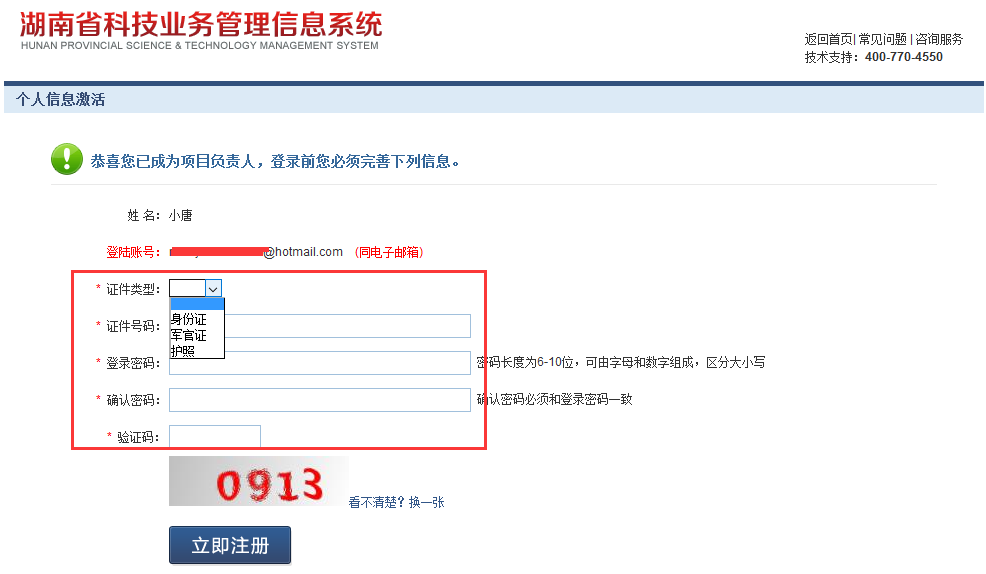 湖南省科技业务管理信息系统
HUNAN PROVINCIAL SCIENCE & TECHNOLOGY MANAGEMENT SYSTEM
返回首页| 常见问题 | 咨询服务
技术支持：400-770-4550
个人信息激活
恭喜您已成为项目负责人，登录前您必须完善下列信息。
姓 名：小唐
登陆账号：@hotmail.com （同电子邮箱）
* 证件类型：
身份证
军官证
护照
* 证件号码：
* 登录密码： 密码长度为6-10位，可由字母和数字组成，区分大小写
* 确认密码： 确认密码必须和登录密码一致
* 验证码：
0913
看不清楚？换一张
立即注册